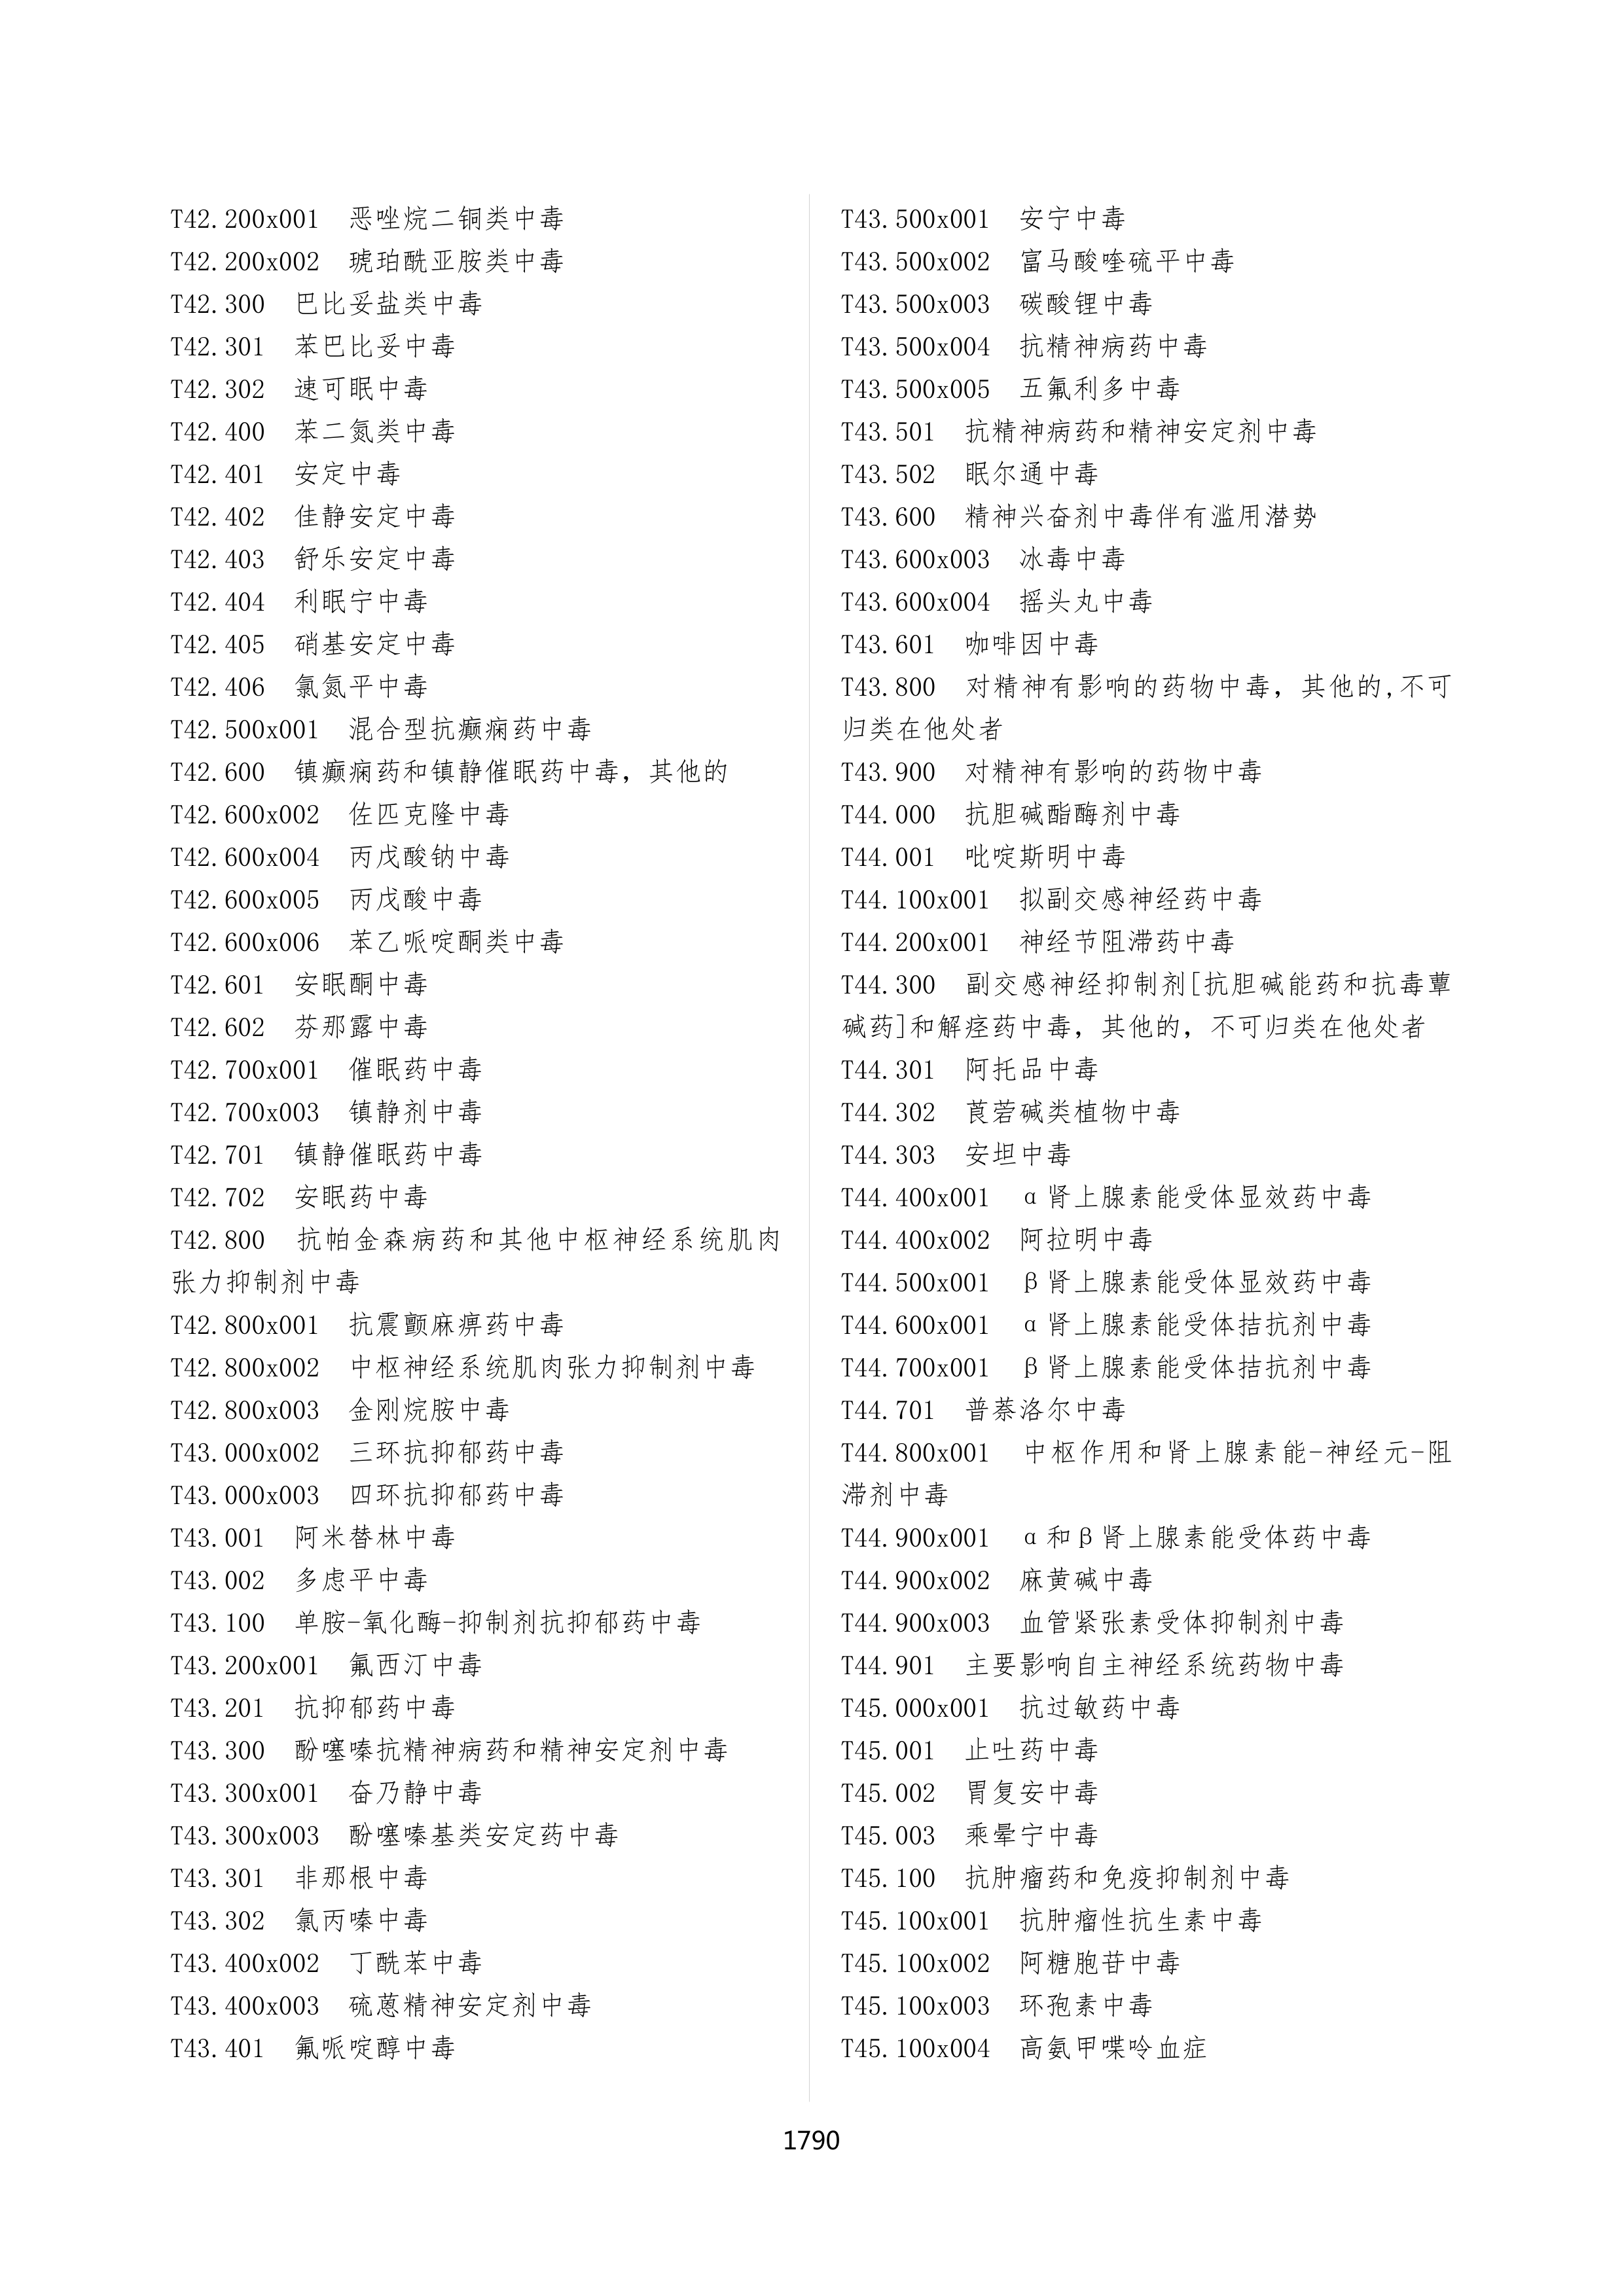 T42.200x001 恶唑烷二铜类中毒
T42.200x002 琥珀酰亚胺类中毒
T42.300 巴比妥盐类中毒
T42.301 苯巴比妥中毒
T42.302 速可眠中毒
T42.400 苯二氮类中毒
T42.401 安定中毒
T42.402 佳静安定中毒
T42.403 舒乐安定中毒
T42.404 利眠宁中毒
T42.405 硝基安定中毒
T42.406 氯氮平中毒
T42.500x001 混合型抗癫痫药中毒
T42.600 镇癫痫药和镇静催眠药中毒，其他的
T42.600x002 佐匹克隆中毒
T42.600x004 丙戊酸钠中毒
T42.600x005 丙戊酸中毒
T42.600x006 苯乙哌啶酮类中毒
T42.601 安眠酮中毒
T42.602 芬那露中毒
T42.700x001 催眠药中毒
T42.700x003 镇静剂中毒
T42.701 镇静催眠药中毒
T42.702 安眠药中毒
T42.800 抗帕金森病药和其他中枢神经系统肌肉
张力抑制剂中毒
T42.800x001 抗震颤麻痹药中毒
T42.800x002 中枢神经系统肌肉张力抑制剂中毒
T42.800x003 金刚烷胺中毒
T43.000x002 三环抗抑郁药中毒
T43.000x003 四环抗抑郁药中毒
T43.001 阿米替林中毒
T43.002 多虑平中毒
T43.100 单胺-氧化酶-抑制剂抗抑郁药中毒
T43.200x001 氟西汀中毒
T43.201 抗抑郁药中毒
T43.300 酚噻嗪抗精神病药和精神安定剂中毒
T43.300x001 奋乃静中毒
T43.300x003 酚噻嗪基类安定药中毒
T43.301 非那根中毒
T43.302 氯丙嗪中毒
T43.400x002 丁酰苯中毒
T43.400x003 硫蒽精神安定剂中毒
T43.401 氟哌啶醇中毒
T43.500x001 安宁中毒
T43.500x002 富马酸喹硫平中毒
T43.500x003 碳酸锂中毒
T43.500x004 抗精神病药中毒
T43.500x005 五氟利多中毒
T43.501 抗精神病药和精神安定剂中毒
T43.502 眠尔通中毒
T43.600 精神兴奋剂中毒伴有滥用潜势
T43.600x003 冰毒中毒
T43.600x004 摇头丸中毒
T43.601 咖啡因中毒
T43.800 对精神有影响的药物中毒，其他的,不可
归类在他处者
T43.900 对精神有影响的药物中毒
T44.000 抗胆碱酯酶剂中毒
T44.001 吡啶斯明中毒
T44.100x001 拟副交感神经药中毒
T44.200x001 神经节阻滞药中毒
T44.300 副交感神经抑制剂[抗胆碱能药和抗毒蕈
碱药]和解痉药中毒，其他的，不可归类在他处者
T44.301 阿托品中毒
T44.302 莨菪碱类植物中毒
T44.303 安坦中毒
T44.400x001 α肾上腺素能受体显效药中毒
T44.400x002 阿拉明中毒
T44.500x001 β肾上腺素能受体显效药中毒
T44.600x001 α肾上腺素能受体拮抗剂中毒
T44.700x001 β肾上腺素能受体拮抗剂中毒
T44.701 普萘洛尔中毒
T44.800x001 中枢作用和肾上腺素能-神经元-阻
滞剂中毒
T44.900x001 α和β肾上腺素能受体药中毒
T44.900x002 麻黄碱中毒
T44.900x003 血管紧张素受体抑制剂中毒
T44.901 主要影响自主神经系统药物中毒
T45.000x001 抗过敏药中毒
T45.001 止吐药中毒
T45.002 胃复安中毒
T45.003 乘晕宁中毒
T45.100 抗肿瘤药和免疫抑制剂中毒
T45.100x001 抗肿瘤性抗生素中毒
T45.100x002 阿糖胞苷中毒
T45.100x003 环孢素中毒
T45.100x004 高氨甲喋呤血症
1790